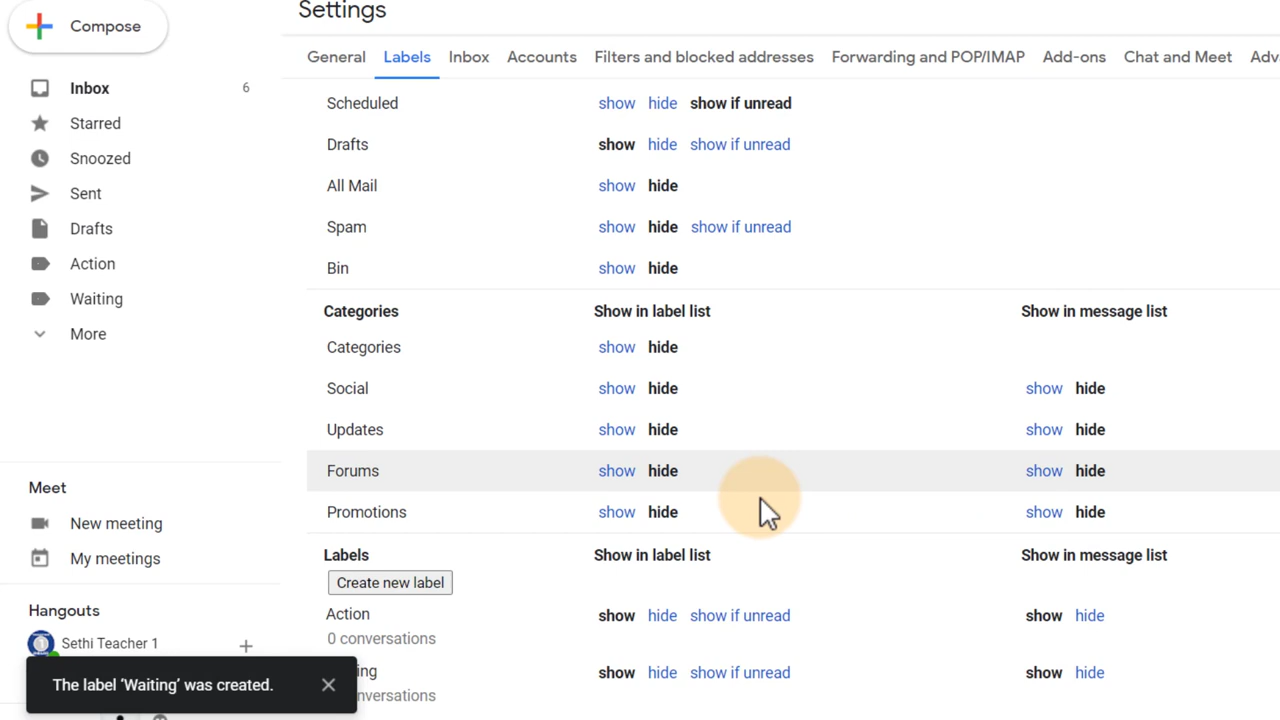 Settings
Compose
General Labels Inbox Accounts Filters and blocked addresses Forwarding and POP/IMAP Add-ons Chat and Meet
Inbox 6
Starred
Snoozed
Sent
Drafts
Action
Waiting
More
Scheduled show hide show if unread
Drafts show hide show if unread
All Mail show hide
Spam show hide show if unread
Bin show hide
Categories Show in label list Show in message list
Categories show hide
Social show hide show hide
Updates show hide show hide
Forums show hide show hide
Promotions show hide show hide
Labels Show in label list Show in message list
Create new label
Action show hide show if unread show hide
0 conversations
show hide show if unread show hide
Meet
New meeting
My meetings
Hangouts
Sethi Teacher 1
The label 'Waiting' was created.